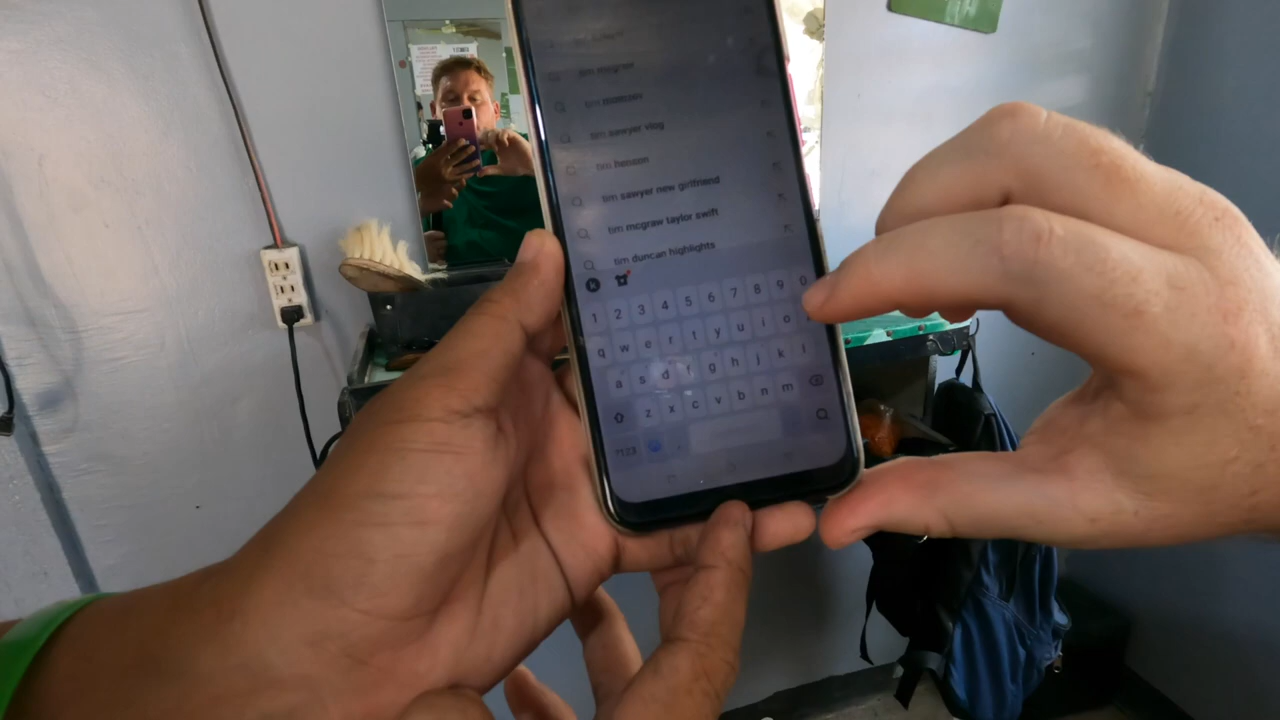 tim sawyer vlog
tim henson
tim sawyer new girlfriend
tim mcgraw taylor swift
tim duncan highlights
1 2 3 4 5 6 7 8 9 0
q w e r t y u i o
a s d f g h j k l
z x c v b n m
?123